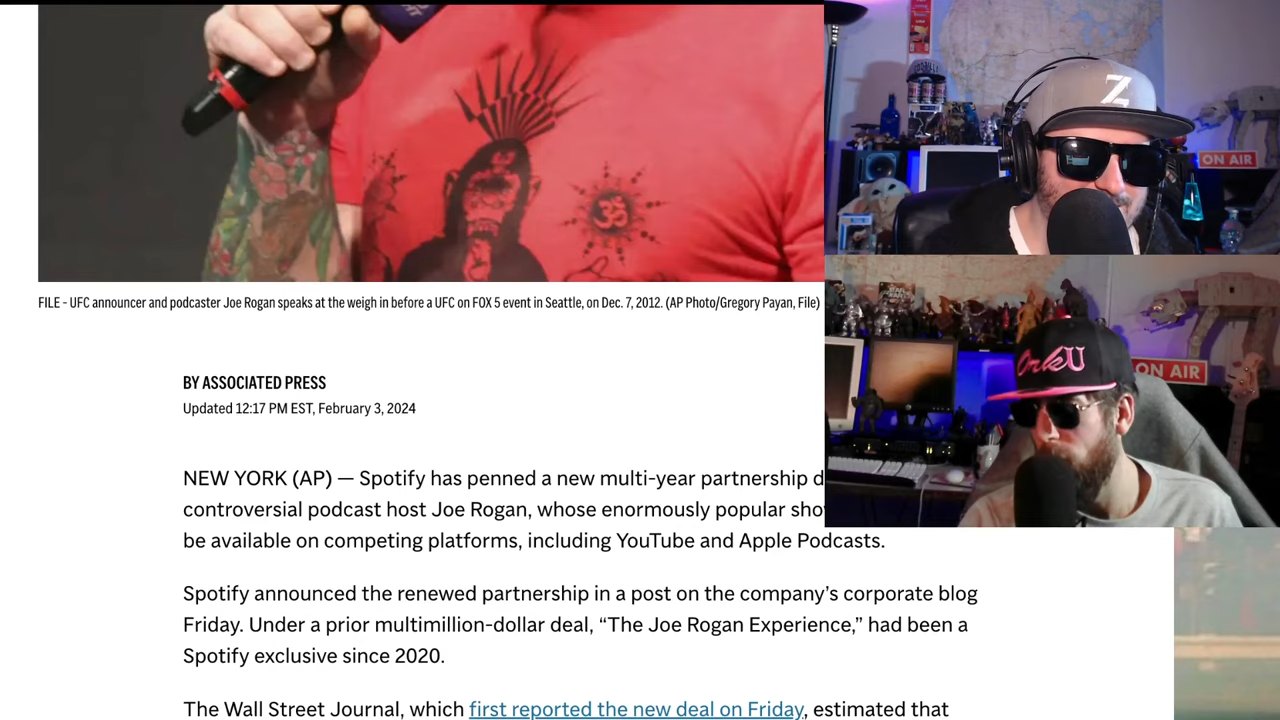 FILE - UFC announcer and podcaster Joe Rogan speaks at the weigh in before a UFC on FOX 5 event in Seattle, on Dec. 7, 2012. (AP Photo/Gregory Payan, File)
BY ASSOCIATED PRESS
Updated 12:17 PM EST, February 3, 2024
NEW YORK (AP) — Spotify has penned a new multi-year partnership d
controversial podcast host Joe Rogan, whose enormously popular sho
be available on competing platforms, including YouTube and Apple Podcasts.
Spotify announced the renewed partnership in a post on the company’s corporate blog
Friday. Under a prior multimillion-dollar deal, “The Joe Rogan Experience,” had been a
Spotify exclusive since 2020.
The Wall Street Journal, which first reported the new deal on Friday, estimated that
Z
ON AIR
OrkU
ON AIR